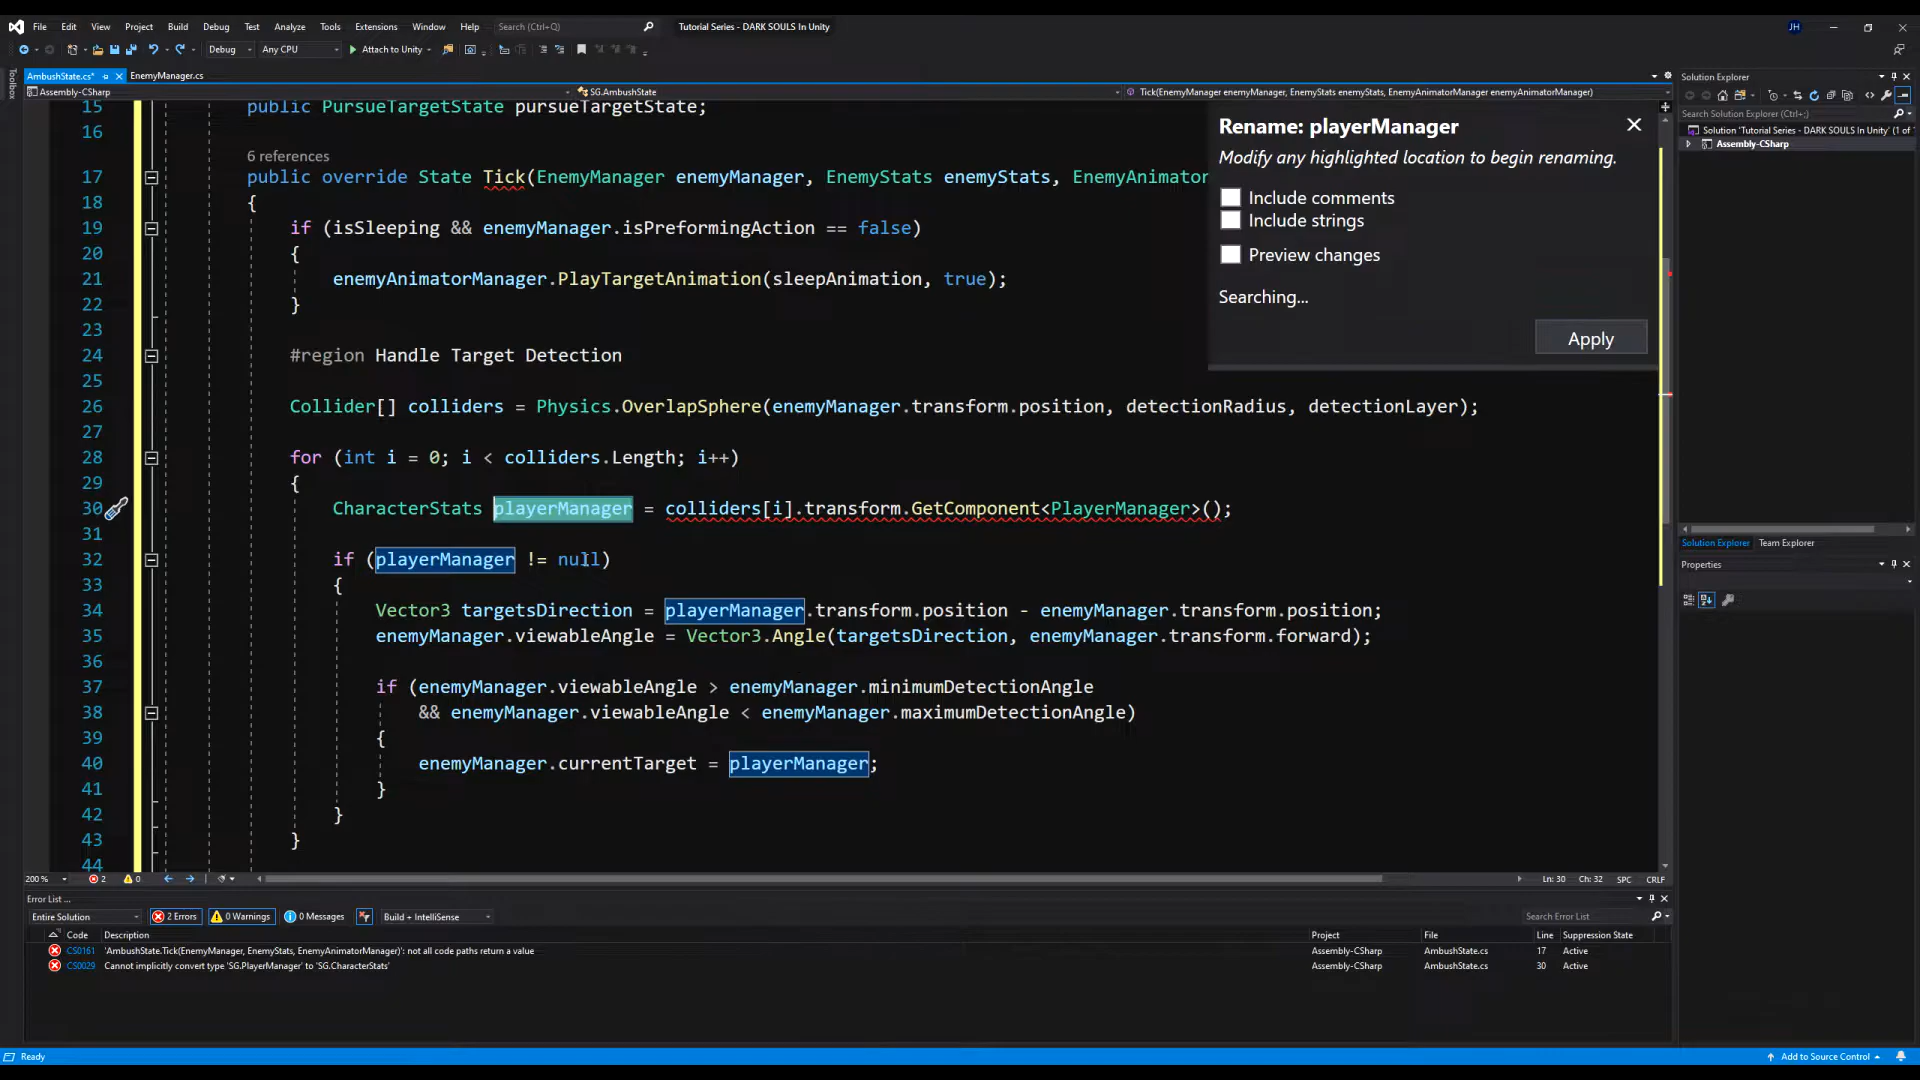 File Edit View Project Build Debug Test Analyze Tools Extensions Window Help Search (Ctrl+Q) Tutorial Series - DARK SOULS In Unity JH
Debug Any CPU Attach to Unity
AmbushState.cs* EnemyManager.cs
Toolbox
Assembly-CSharp SG.AmbushState Tick(EnemyManager enemyManager, EnemyStats enemyStats, EnemyAnimatorManager enemyAnimatorManager)
15 public PursueTargetState pursueTargetState;
16
6 references
17 public override State Tick(EnemyManager enemyManager, EnemyStats enemyStats, EnemyAnimator
18 {
19 if (isSleeping && enemyManager.isPreformingAction == false)
20 {
21 enemyAnimatorManager.PlayTargetAnimation(sleepAnimation, true);
22 }
23
24 #region Handle Target Detection
25
26 Collider[] colliders = Physics.OverlapSphere(enemyManager.transform.position, detectionRadius, detectionLayer);
27
28 for (int i = 0; i < colliders.Length; i++)
29 {
30 CharacterStats playerManager = colliders[i].transform.GetComponent<PlayerManager>();
31
32 if (playerManager != null)
33 {
34 Vector3 targetsDirection = playerManager.transform.position - enemyManager.transform.position;
35 enemyManager.viewableAngle = Vector3.Angle(targetsDirection, enemyManager.transform.forward);
36
37 if (enemyManager.viewableAngle > enemyManager.minimumDetectionAngle
38 && enemyManager.viewableAngle < enemyManager.maximumDetectionAngle)
39 {
40 enemyManager.currentTarget = playerManager;
41 }
42 }
43 }
44
Rename: playerManager
Modify any highlighted location to begin renaming.
Include comments
Include strings
Preview changes
Searching...
Apply
Solution Explorer
Search Solution Explorer (Ctrl+;)
Solution 'Tutorial Series - DARK SOULS In Unity' (1 of
Assembly-CSharp
Solution Explorer Team Explorer
Properties
200 % 2 0 Ln: 30 Ch: 32 SPC CRLF
Error List ...
Entire Solution 2 Errors 0 Warnings 0 Messages Build + IntelliSense Search Error List
Code Description Project File Line Suppression State
CS0161 'AmbushState.Tick(EnemyManager, EnemyStats, EnemyAnimatorManager)': not all code paths return a value Assembly-CSharp AmbushState.cs 17 Active
CS0029 Cannot implicitly convert type 'SG.PlayerManager' to 'SG.CharacterStats' Assembly-CSharp AmbushState.cs 30 Active
Ready Add to Source Control